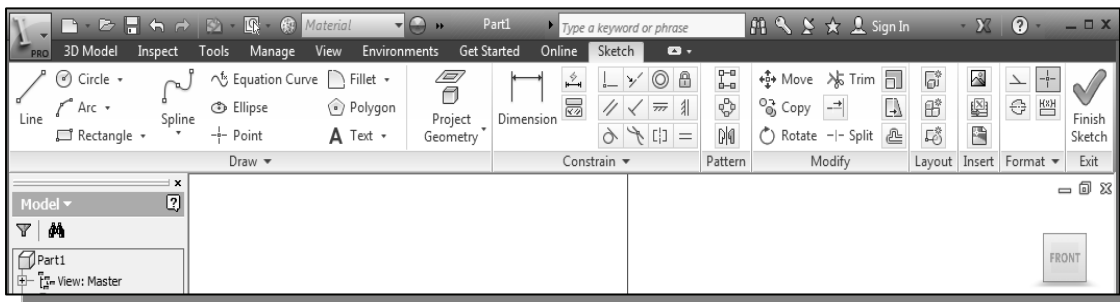 Material Part1 Type a keyword or phrase Sign In
PRO 3D Model Inspect Tools Manage View Environments Get Started Online Sketch
Circle Equation Curve Fillet Move Trim
Line Arc Spline Ellipse Polygon Project Geometry Dimension Copy Finish Sketch
Rectangle Point Text Rotate Split
Draw Constrain Pattern Modify Layout Insert Format Exit
Model
Part1
View: Master
FRONT